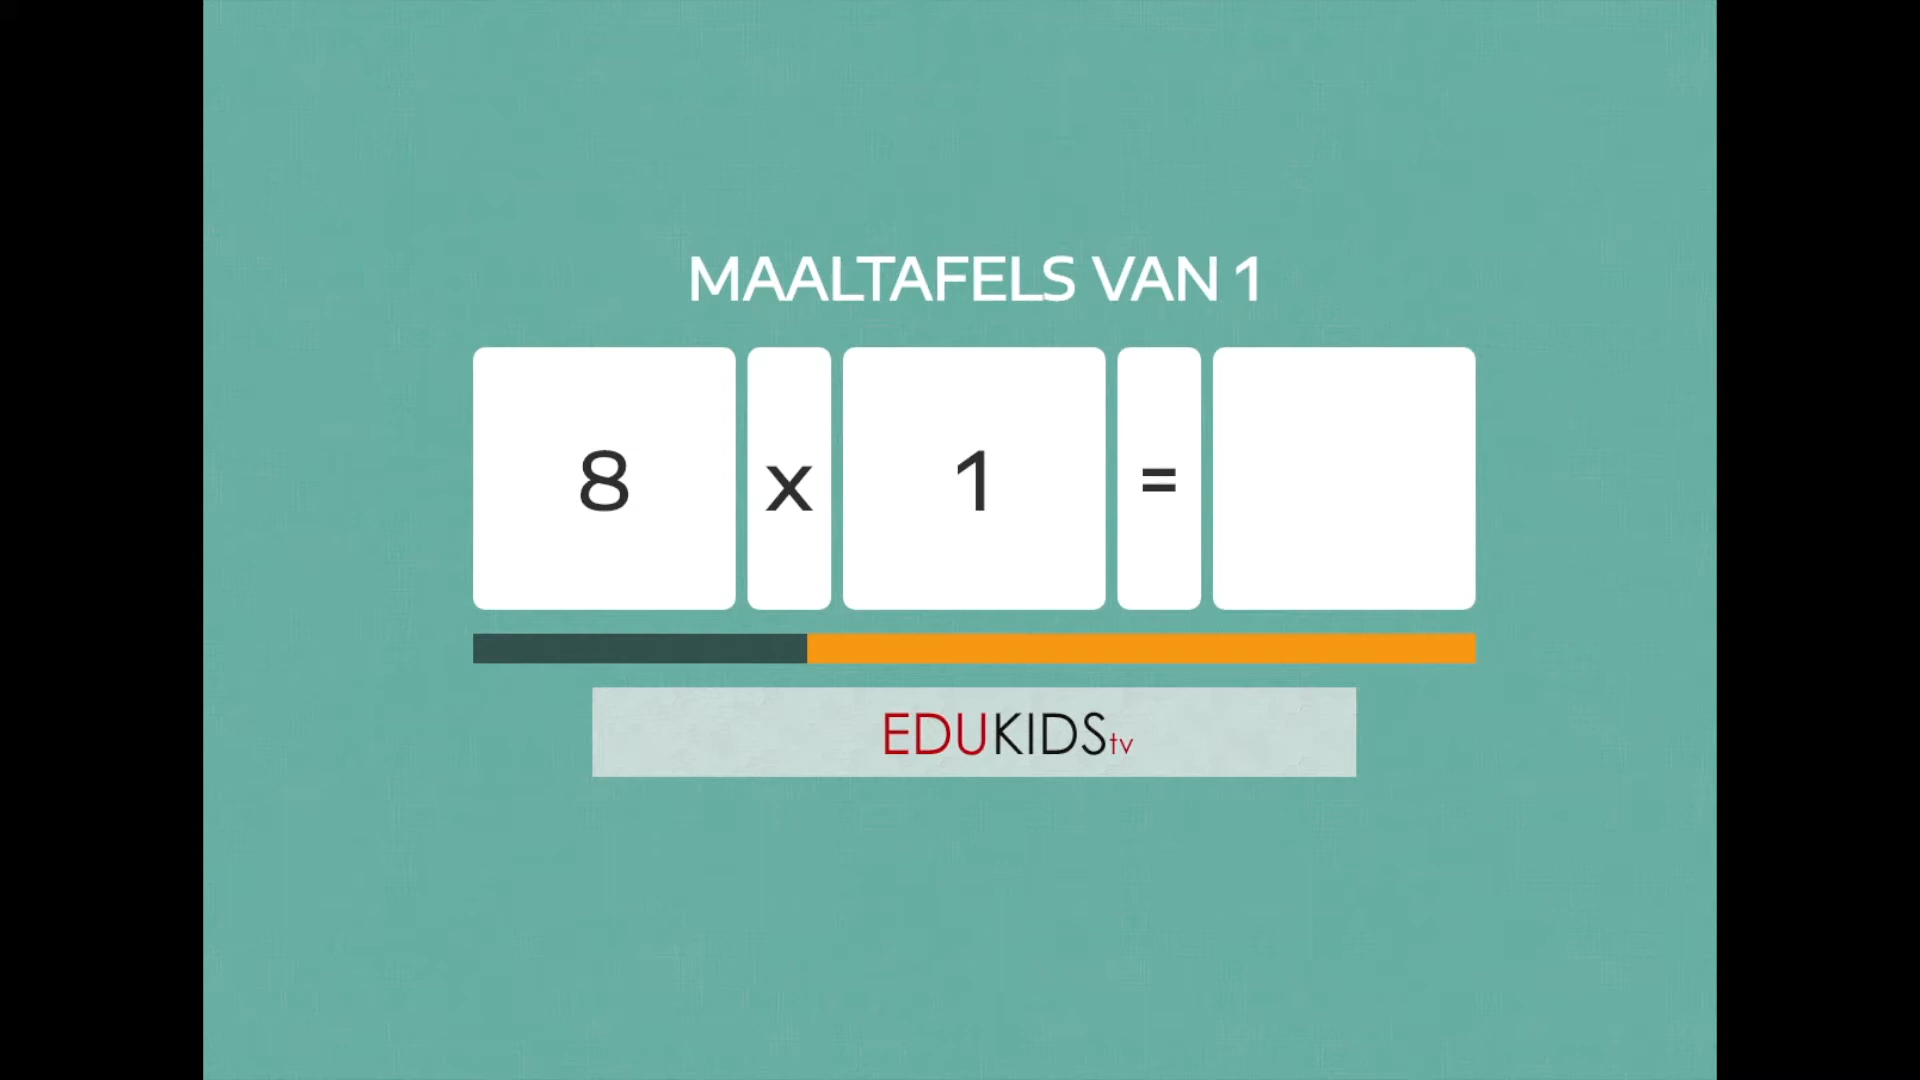 MAALTAFELS VAN 1
8 x 1 =
EDUKIDStv